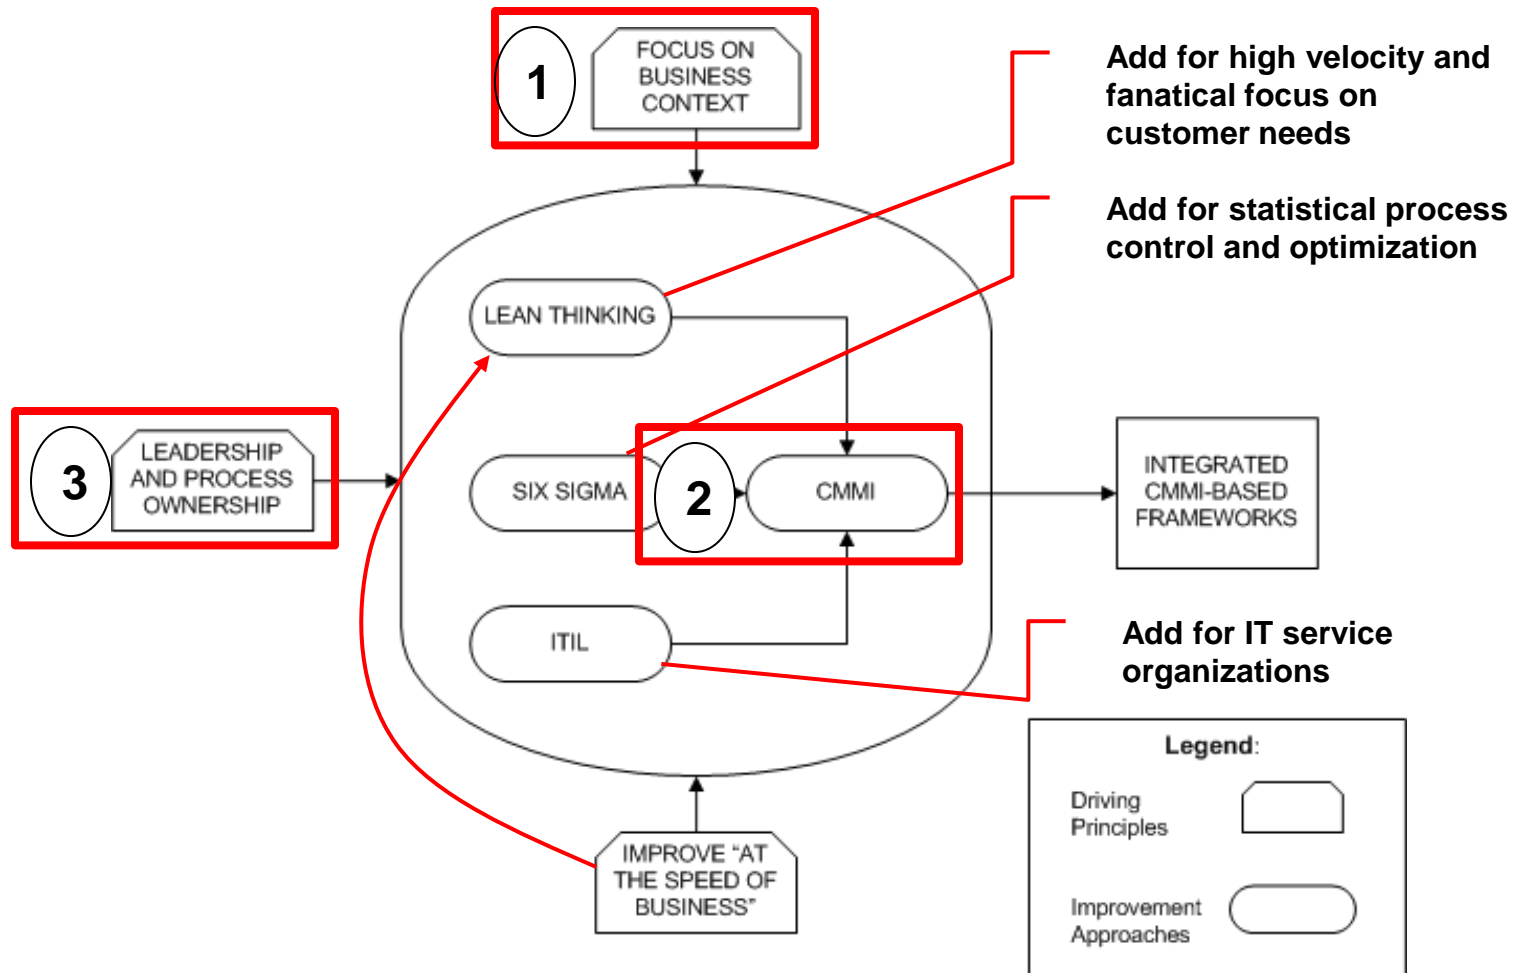 1
FOCUS ON
BUSINESS
CONTEXT
Add for high velocity and
fanatical focus on
customer needs
Add for statistical process
control and optimization
LEAN THINKING
3
LEADERSHIP
AND PROCESS
OWNERSHIP
SIX SIGMA
2
CMMI
INTEGRATED
CMMI-BASED
FRAMEWORKS
ITIL
Add for IT service
organizations
IMPROVE “AT
THE SPEED OF
BUSINESS”
Legend:
Driving
Principles
Improvement
Approaches